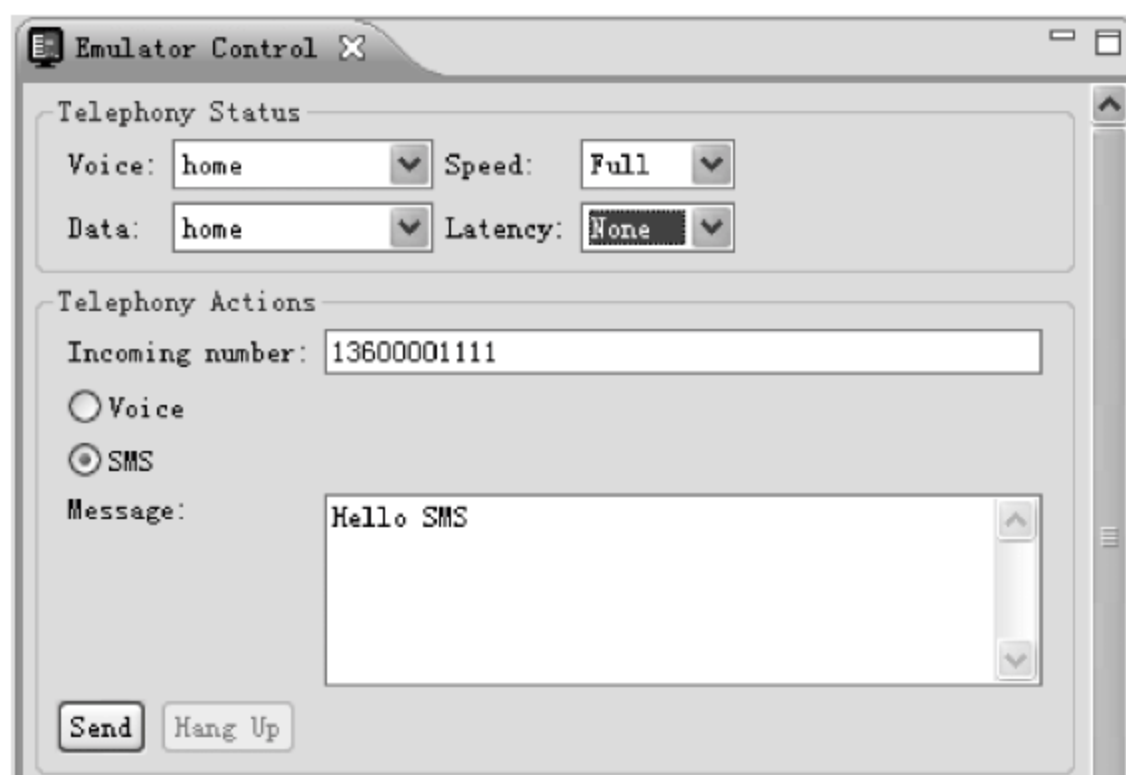 Emulator Control
Telephony Status
Voice: home Speed: Full
Data: home Latency: None
Telephony Actions
Incoming number: 13600001111
Voice
SMS
Message: Hello SMS
Send Hang Up